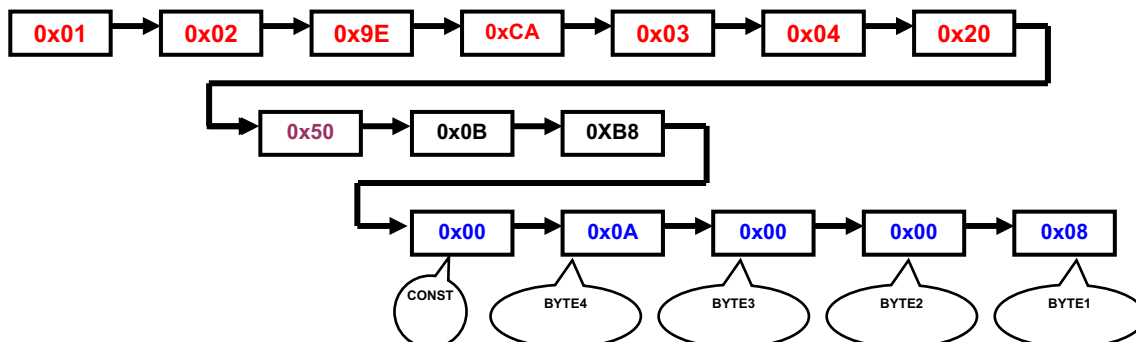 0x01 0x02 0x9E 0xCA 0x03 0x04 0x20
0x50 0x0B 0XB8
0x00 0x0A 0x00 0x00 0x08
CONST BYTE4 BYTE3 BYTE2 BYTE1